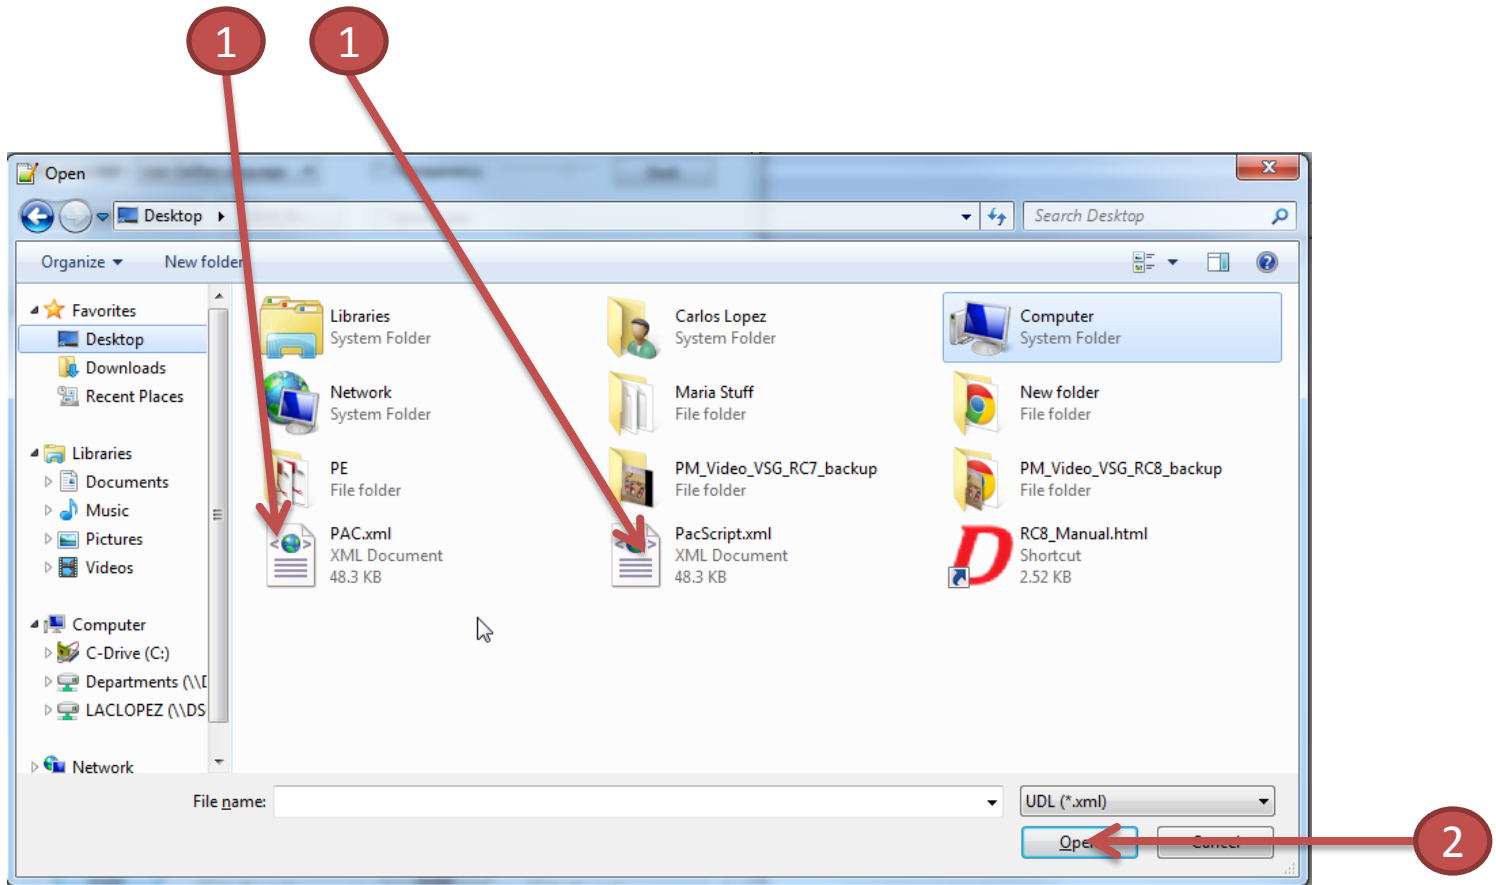 1 1
Open
Desktop
Search Desktop
Organize New folder
Favorites
Desktop
Downloads
Recent Places
Libraries
Documents
Music
Pictures
Videos
Computer
C-Drive (C:)
Departments (\\D
LACLOPEZ (\\DS
Network
Libraries
System Folder
Carlos Lopez
System Folder
Computer
System Folder
Network
System Folder
Maria Stuff
File folder
New folder
File folder
PE
File folder
PM_Video_VSG_RC7_backup
File folder
PM_Video_VSG_RC8_backup
File folder
PAC.xml
XML Document
48.3 KB
PacScript.xml
XML Document
48.3 KB
RC8_Manual.html
Shortcut
2.52 KB
File name:
UDL (*.xml)
Open Cancel
2